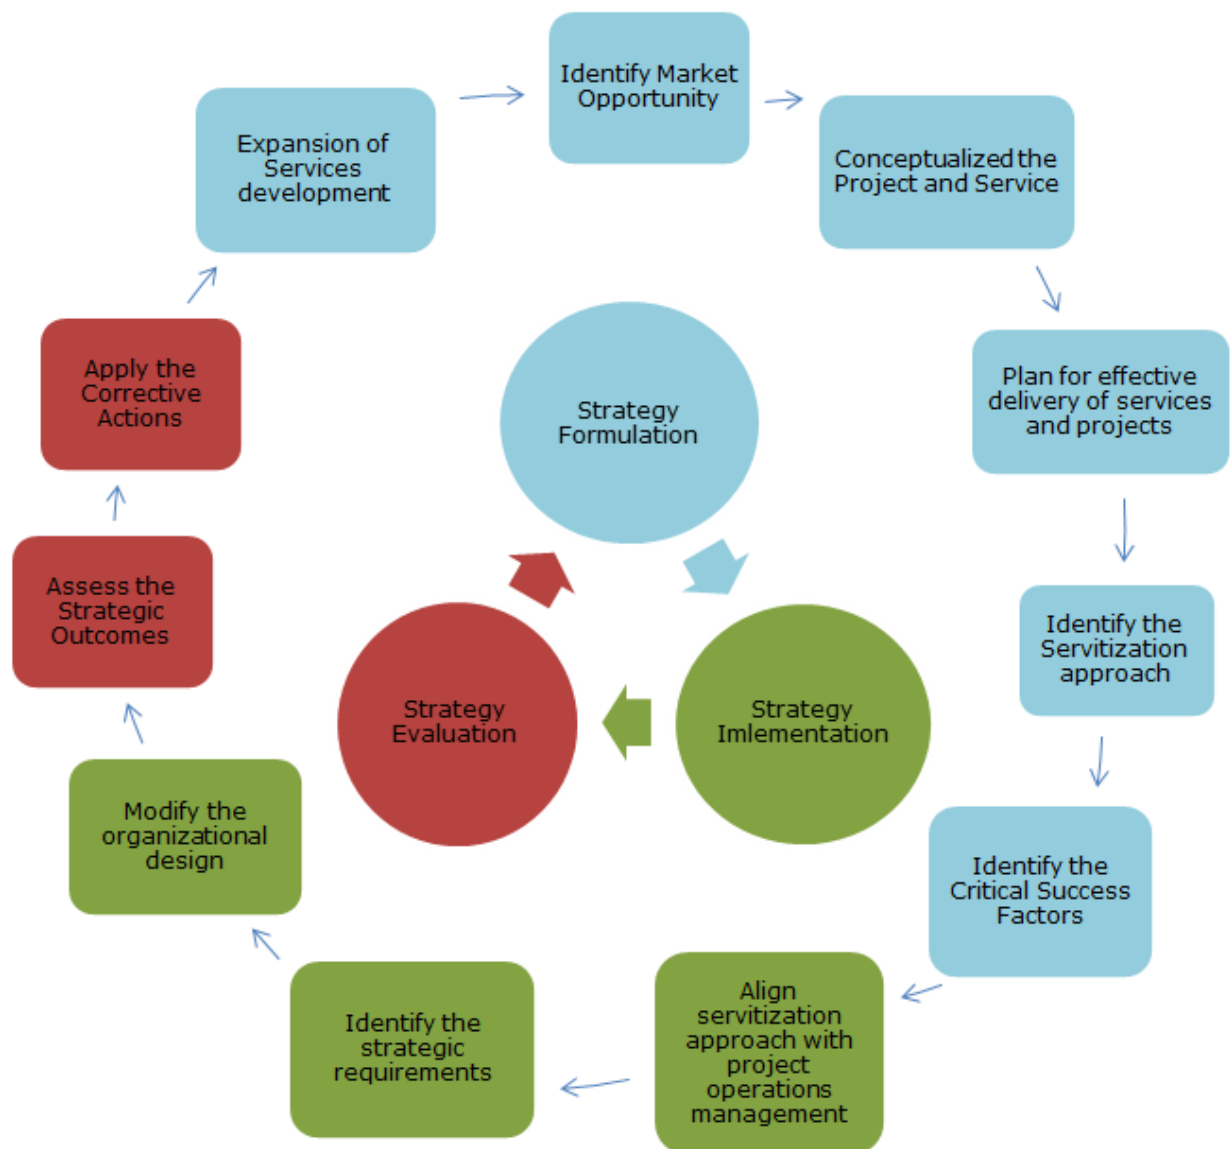 Identify Market
Opportunity
Expansion of
Services
development
Conceptualized the
Project and Service
Apply the
Corrective
Actions
Strategy
Formulation
Plan for effective
delivery of services
and projects
Assess the
Strategic
Outcomes
Identify the
Servitization
approach
Strategy
Evaluation
Strategy
Imlementation
Modify the
organizational
design
Identify the
Critical Success
Factors
Identify the
strategic
requirements
Align
servitization
approach with
project
operations
management